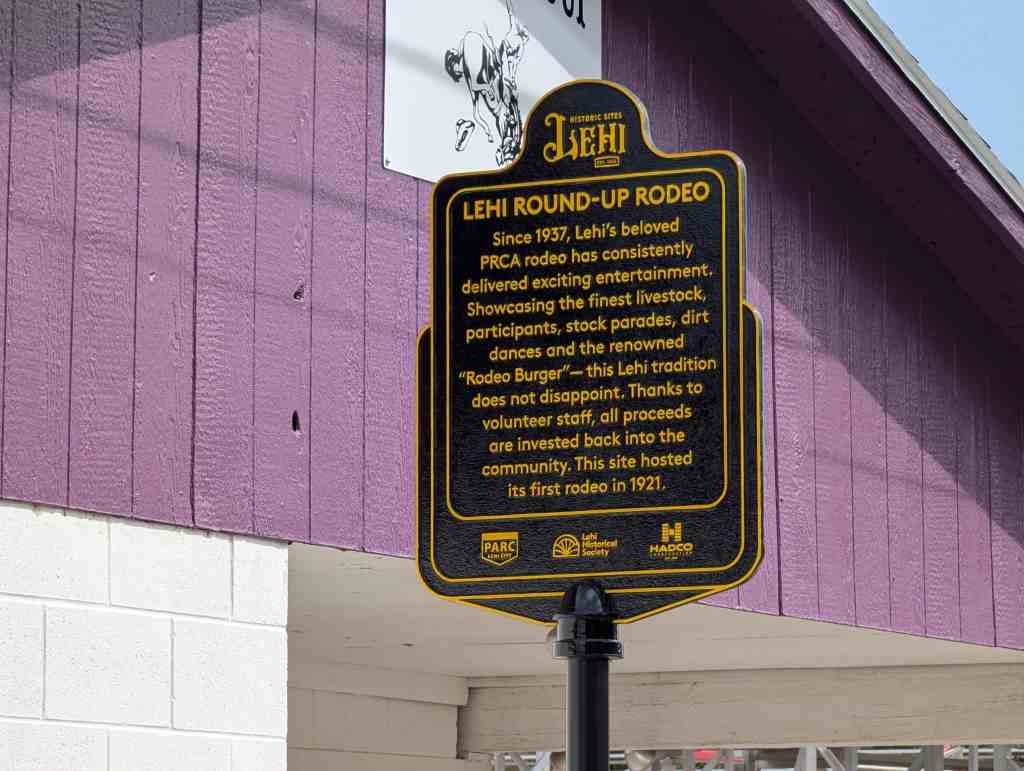 HISTORIC SITES
LEHI
LEHI ROUND-UP RODEO
Since 1937, Lehi's beloved
PRCA rodeo has consistently
delivered exciting entertainment.
Showcasing the finest livestock,
participants, stock parades, dirt
dances and the renowned
“Rodeo Burger”—this Lehi tradition
does not disappoint. Thanks to
volunteer staff, all proceeds
are invested back into the
community. This site hosted
its first rodeo in 1921.
PARC
LEHI CITY
Lehi
Historical
Society
HADCO